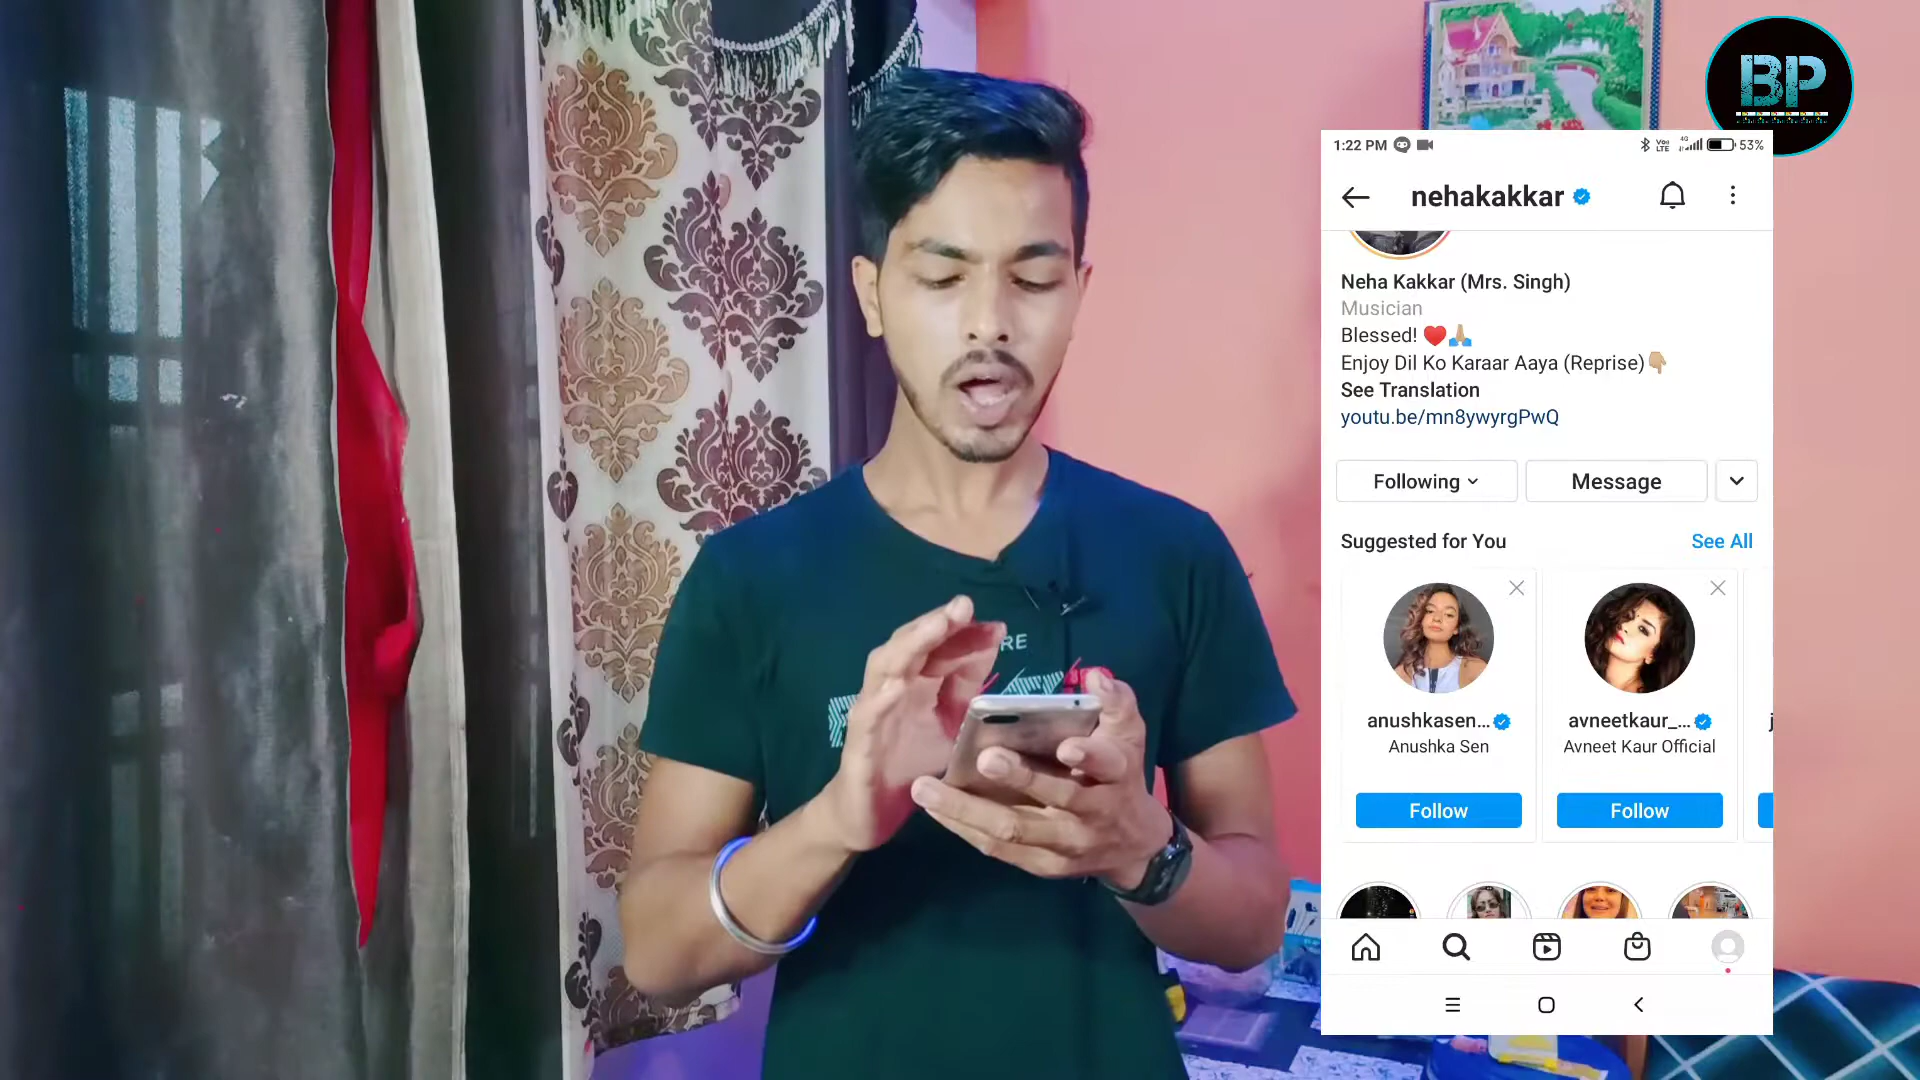 BP
1:22 PM
4G
VoLTE
53%
nehakakkar
Neha Kakkar (Mrs. Singh)
Musician
Blessed! ❤️🙏🏼
Enjoy Dil Ko Karaar Aaya (Reprise)👇🏼
See Translation
youtu.be/mn8ywyrgPwQ
Following
Message
Suggested for You
See All
anushkasen...
Anushka Sen
Follow
avneetkaur_...
Avneet Kaur Official
Follow
RE